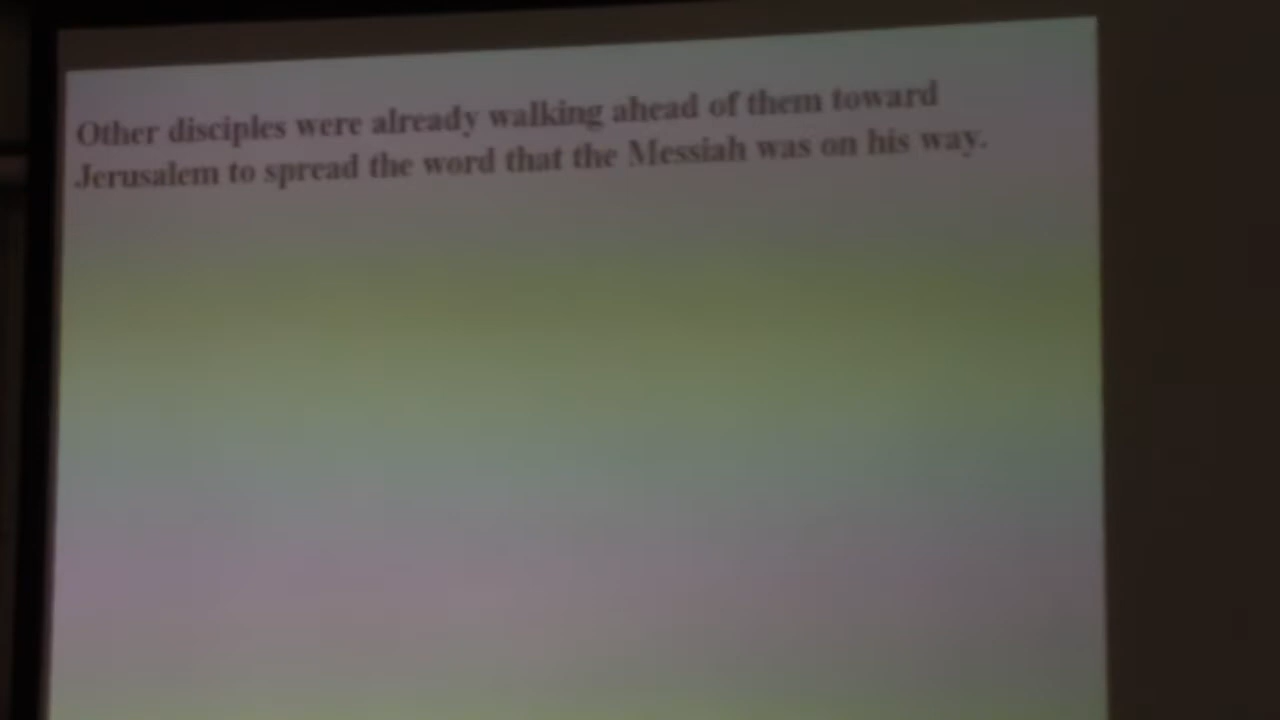 Other disciples were already walking ahead of them toward
Jerusalem to spread the word that the Messiah was on his way.